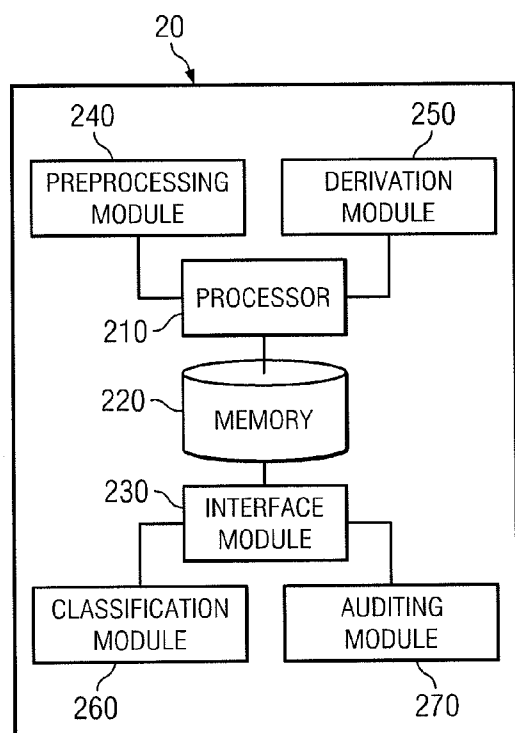 20
240
250
PREPROCESSING
MODULE
DERIVATION
MODULE
PROCESSOR
210
220
MEMORY
230
INTERFACE
MODULE
CLASSIFICATION
MODULE
AUDITING
MODULE
260
270